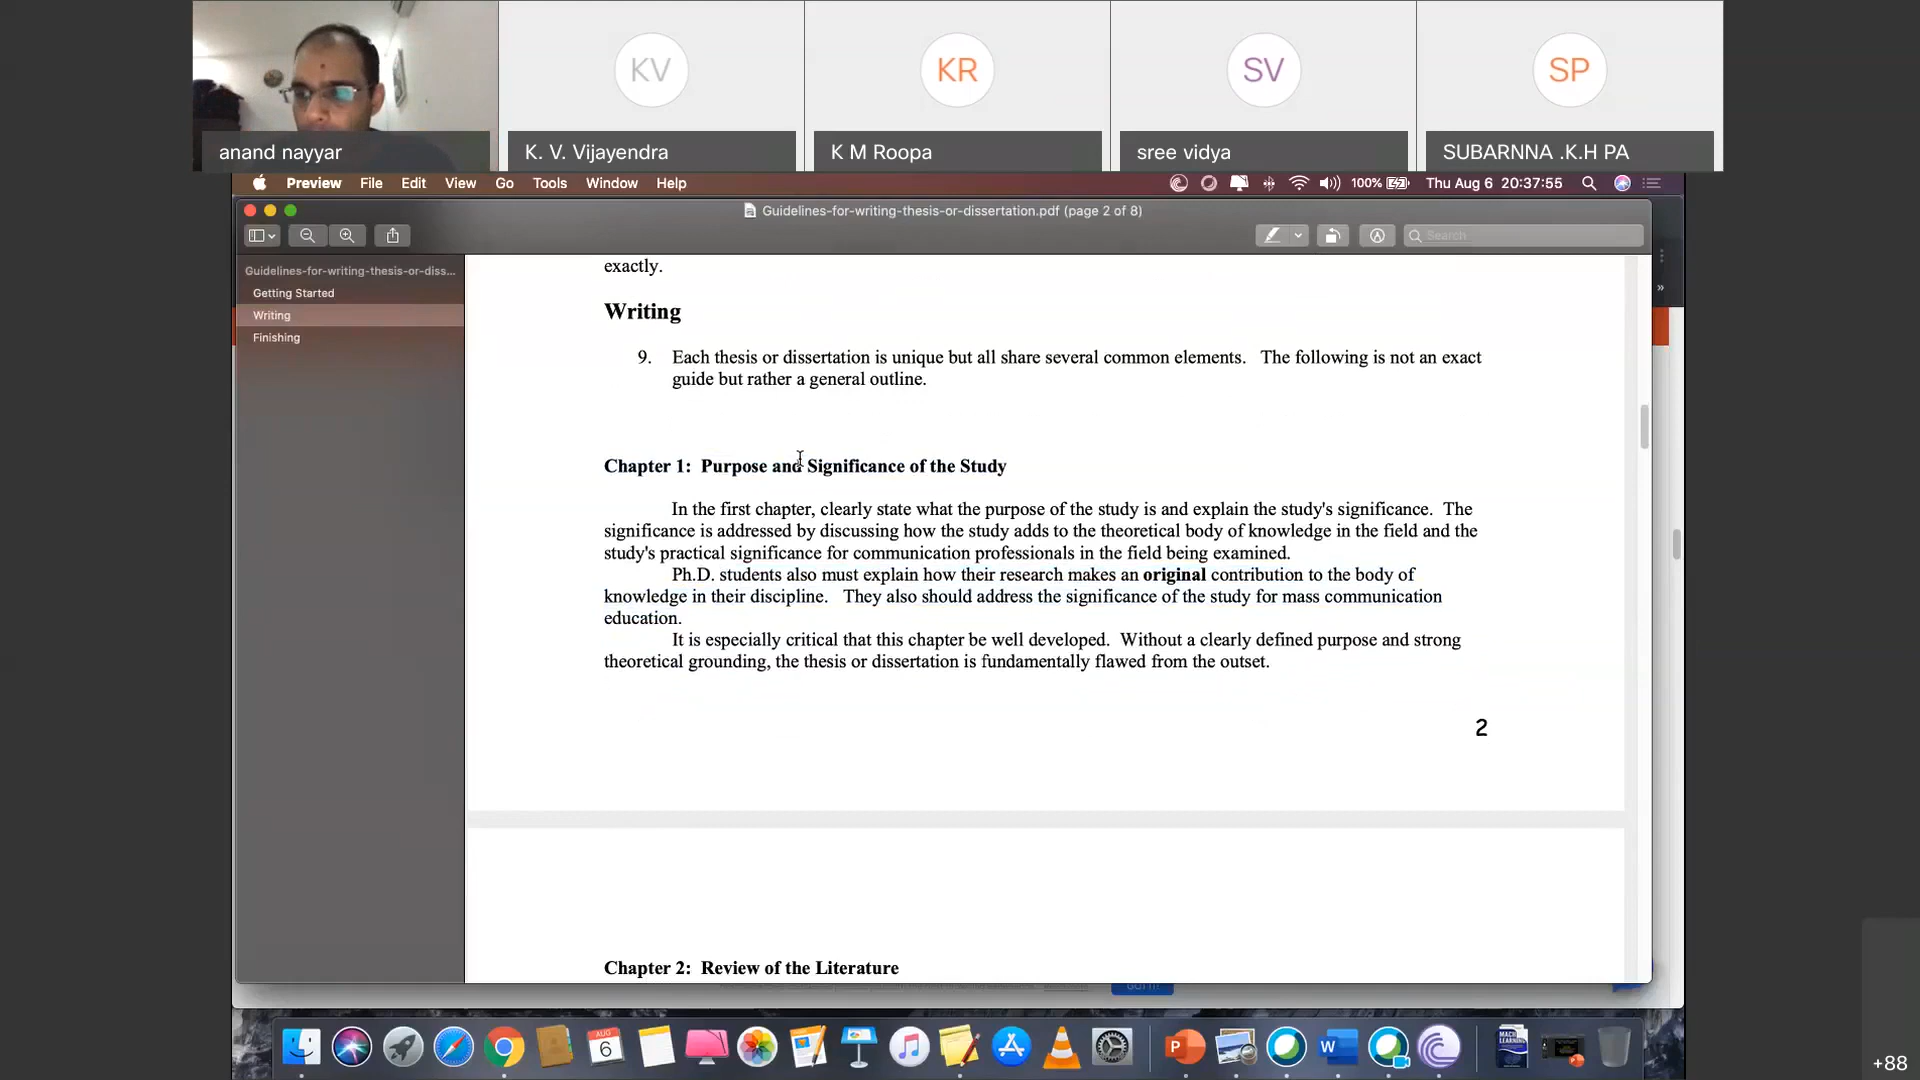 KV
KR
SV
SP
anand nayyar
K. V. Vijayendra
K M Roopa
sree vidya
SUBARNNA .K.H PA
Preview File Edit View Go Tools Window Help
100% Thu Aug 6 20:37:55
Guidelines-for-writing-thesis-or-dissertation.pdf (page 2 of 8)
Search
Guidelines-for-writing-thesis-or-diss...
Getting Started
Writing
Finishing
exactly.
Writing
9. Each thesis or dissertation is unique but all share several common elements. The following is not an exact
guide but rather a general outline.
Chapter 1: Purpose and Significance of the Study
In the first chapter, clearly state what the purpose of the study is and explain the study's significance. The
significance is addressed by discussing how the study adds to the theoretical body of knowledge in the field and the
study's practical significance for communication professionals in the field being examined.
Ph.D. students also must explain how their research makes an original contribution to the body of
knowledge in their discipline. They also should address the significance of the study for mass communication
education.
It is especially critical that this chapter be well developed. Without a clearly defined purpose and strong
theoretical grounding, the thesis or dissertation is fundamentally flawed from the outset.
2
Chapter 2: Review of the Literature
GOT IT
AUG
6
P
W
+88